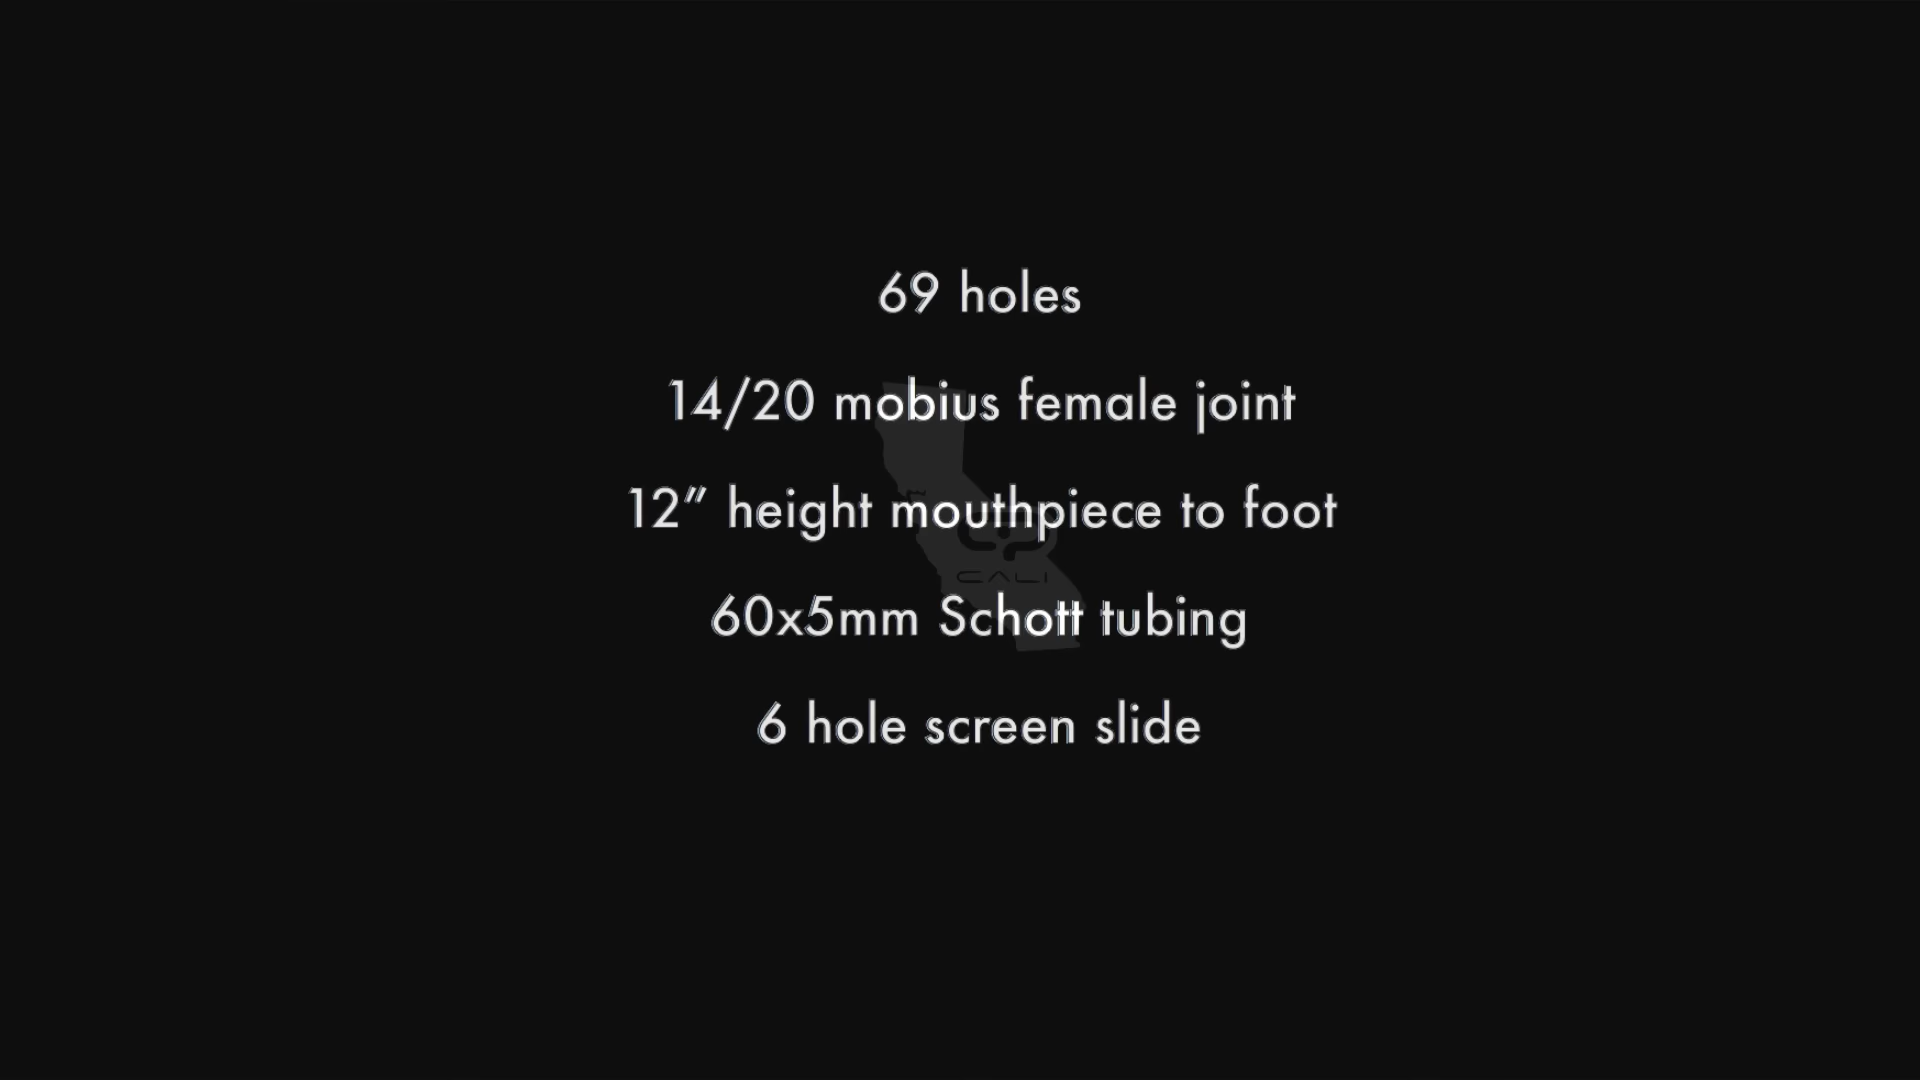 69 holes
14/20 mobius female joint
12” height mouthpiece to foot
CALI
60x5mm Schott tubing
6 hole screen slide